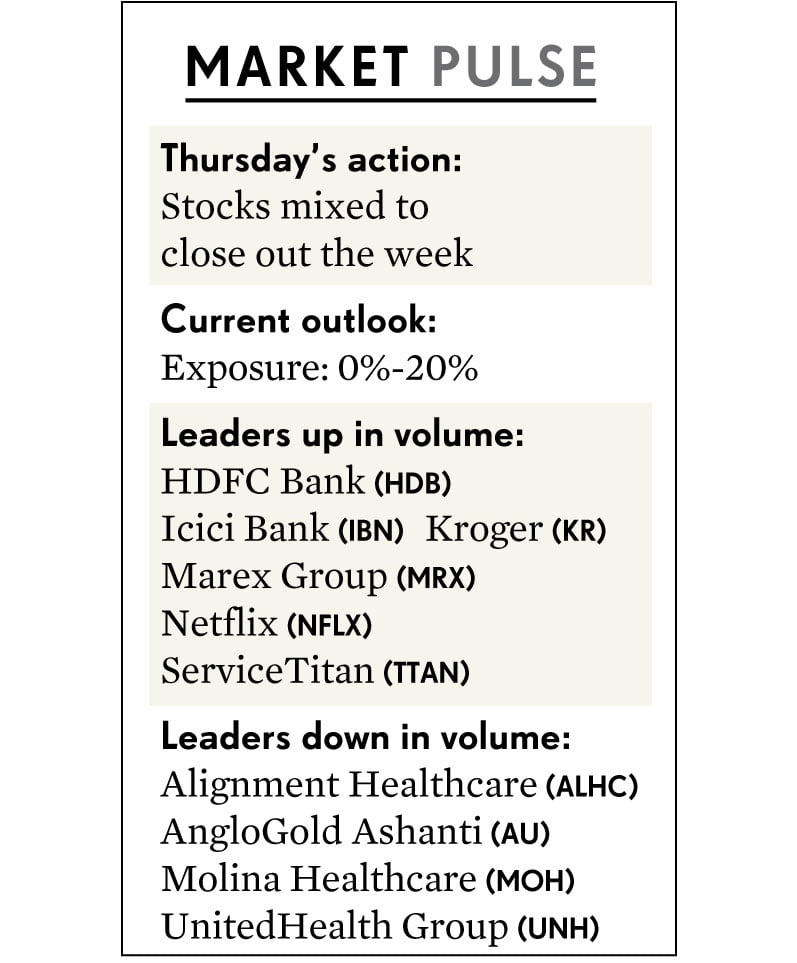 MARKET PULSE
Thursday’s action:
Stocks mixed to
close out the week
Current outlook:
Exposure: 0%-20%
Leaders up in volume:
HDFC Bank (HDB)
Icici Bank (IBN) Kroger (KR)
Marex Group (MRX)
Netflix (NFLX)
ServiceTitan (TTAN)
Leaders down in volume:
Alignment Healthcare (ALHC)
AngloGold Ashanti (AU)
Molina Healthcare (MOH)
UnitedHealth Group (UNH)